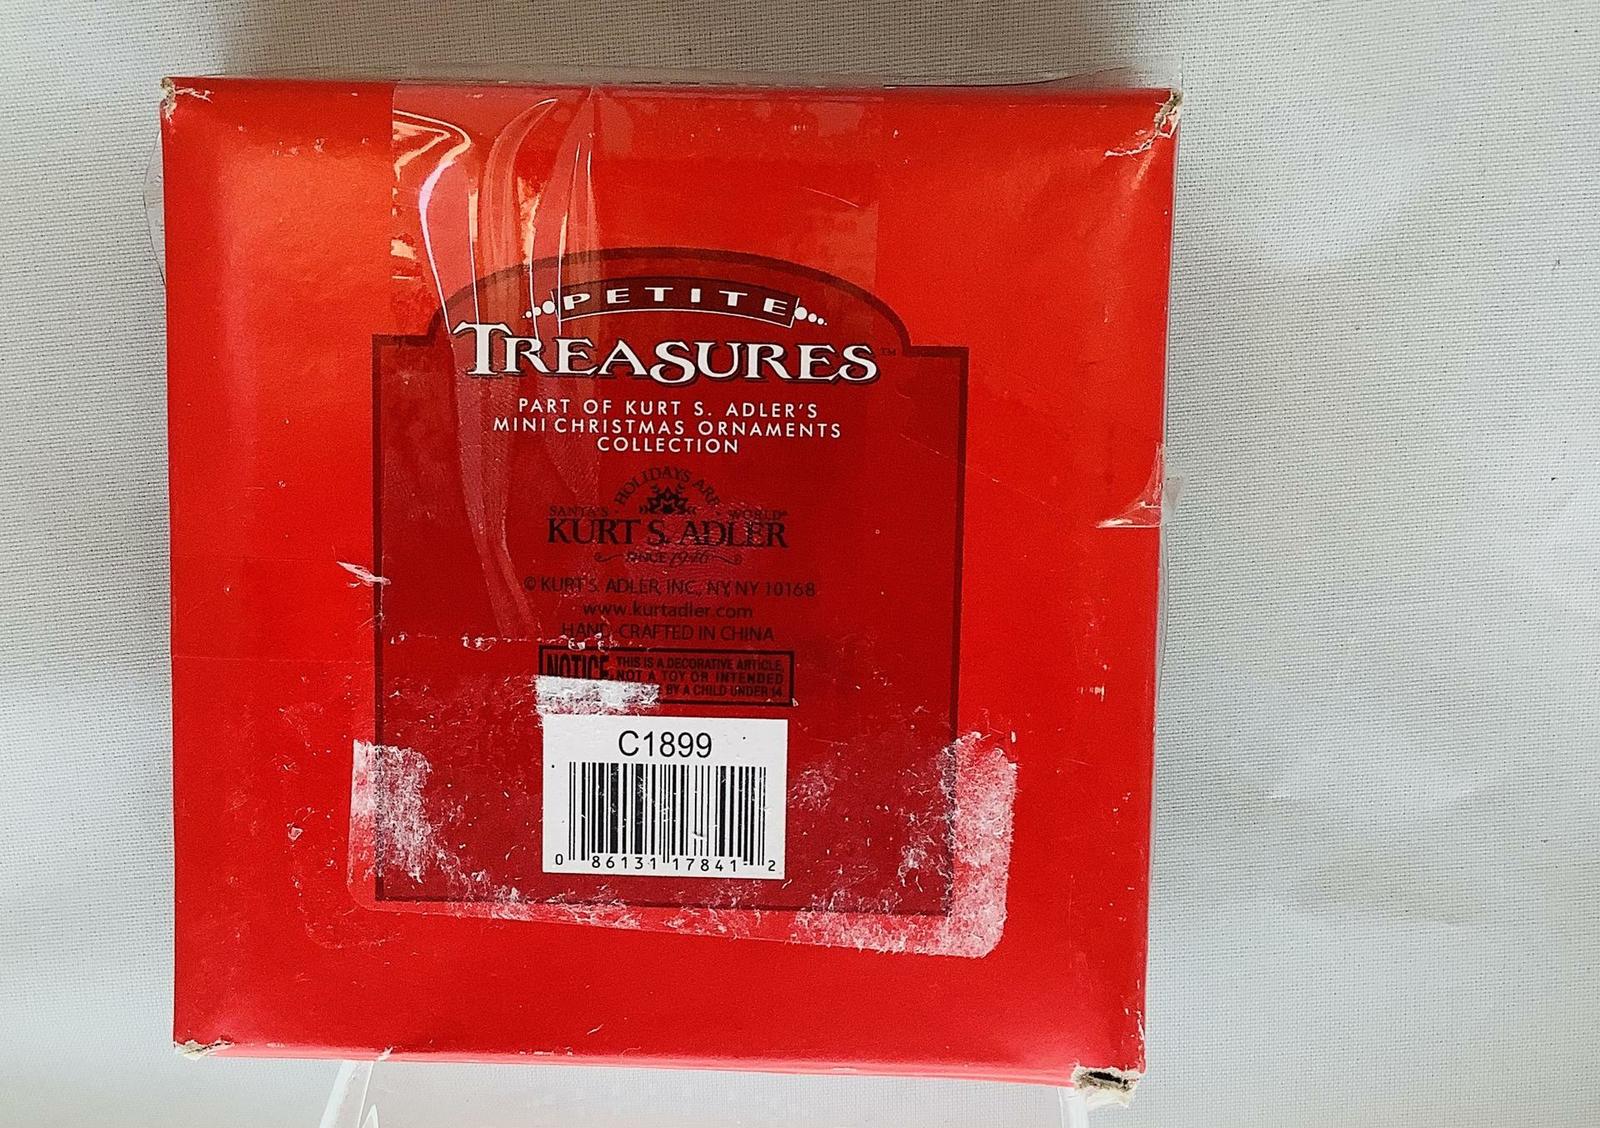 PETITE
TREASURES™
PART OF KURT S. ADLER'S
MINI CHRISTMAS ORNAMENTS
COLLECTION
HOLIDAYS ARE
SANTA'S WORLD®
KURT S. ADLER
SINCE 1946
© KURT S. ADLER, INC., NY, NY 10168
www.kurtadler.com
HAND CRAFTED IN CHINA
NOTICE THIS IS A DECORATIVE ARTICLE,
NOT A TOY OR INTENDED
BY A CHILD UNDER 14
C1899
0 86131 17841 2